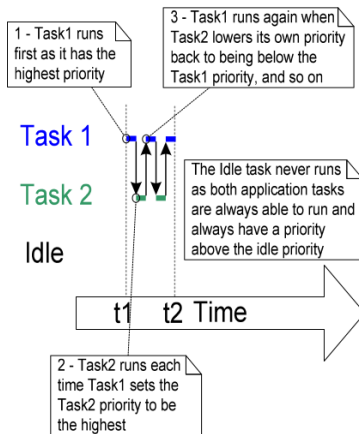 1 - Task1 runs
first as it has the
highest priority
3 - Task1 runs again when
Task2 lowers its own priority
back to being below the
Task1 priority, and so on
Task 1
Task 2
Idle
The Idle task never runs
as both application tasks
are always able to run and
always have a priority
above the idle priority
t1 t2 Time
2 - Task2 runs each
time Task1 sets the
Task2 priority to be
the highest